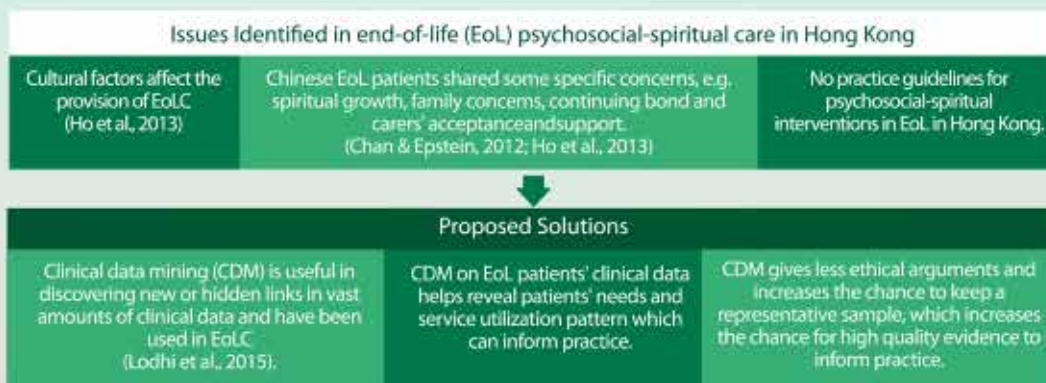 Issues Identified in end-of-life (EoL) psychosocial-spiritual care in Hong Kong
Cultural factors affect the
provision of EoLC
(Ho et al., 2013)
Chinese EoL patients shared some specific concerns, e.g.
spiritual growth, family concerns, continuing bond and
carers' acceptanceandsupport.
(Chan & Epstein, 2012; Ho et al., 2013)
No practice guidelines for
psychosocial-spiritual
interventions in EoL in Hong Kong.
Proposed Solutions
Clinical data mining (CDM) is useful in
discovering new or hidden links in vast
amounts of clinical data and have been
used in EoLC
(Lodhi et al., 2015).
CDM on EoL patients' clinical data
helps reveal patients' needs and
service utilization pattern which
can inform practice.
CDM gives less ethical arguments and
increases the chance to keep a
representative sample, which increases
the chance for high quality evidence to
inform practice.